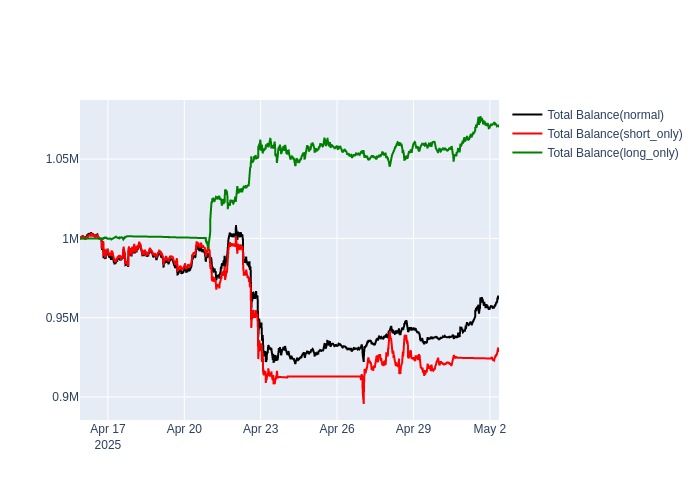 Total Balance(normal)
Total Balance(short_only)
Total Balance(long_only)
1.05M
1M
0.95M
0.9M
Apr 17
2025
Apr 20
Apr 23
Apr 26
Apr 29
May 2